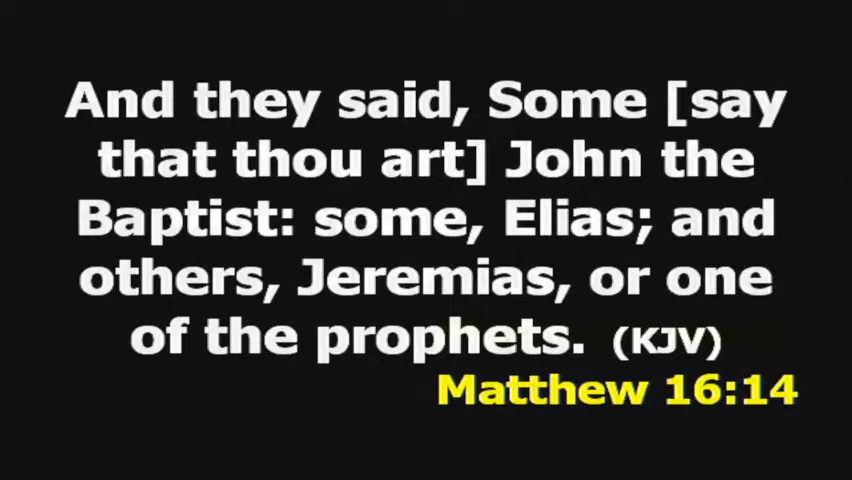 And they said, Some [say
that thou art] John the
Baptist: some, Elias; and
others, Jeremias, or one
of the prophets. (KJV)
Matthew 16:14